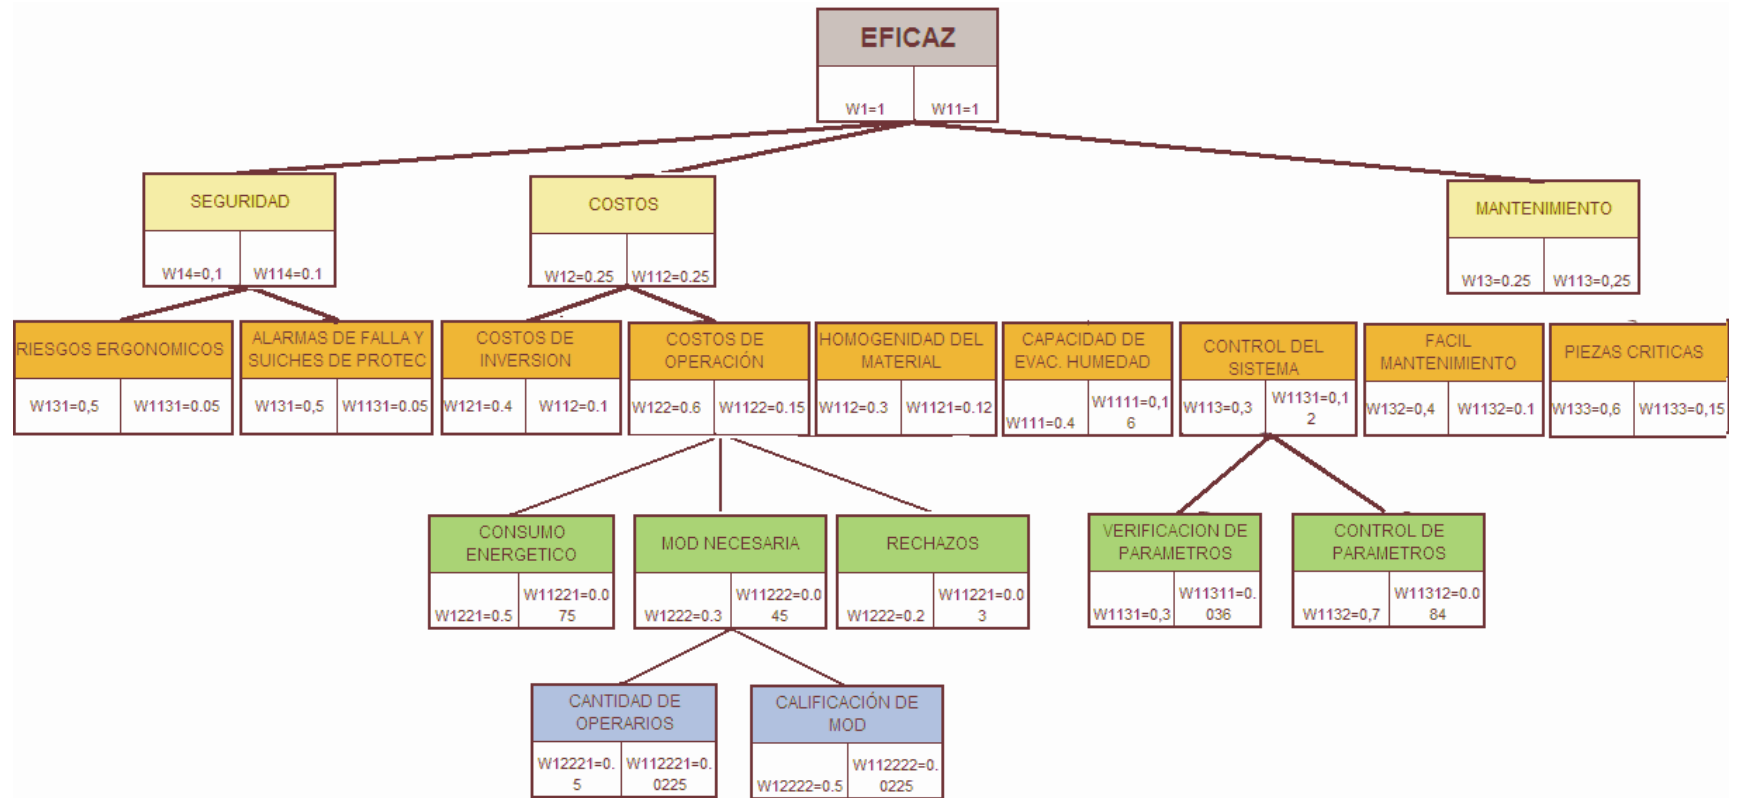 EFICAZ
W1=1
W11=1
SEGURIDAD
W14=0,1
W114=0.1
COSTOS
W12=0.25
W112=0.25
MANTENIMIENTO
W13=0.25
W113=0,25
RIESGOS ERGONOMICOS
W131=0,5
W1131=0.05
ALARMAS DE FALLA Y
SUICHES DE PROTEC
W131=0,5
W1131=0.05
COSTOS DE
INVERSION
W121=0.4
W112=0.1
COSTOS DE
OPERACIÓN
W122=0.6
W1122=0.15
HOMOGENIDAD DEL
MATERIAL
W112=0.3
W1121=0.12
CAPACIDAD DE
EVAC. HUMEDAD
W111=0.4
W1111=0,1
6
CONTROL DEL
SISTEMA
W113=0,3
W1131=0,1
2
FACIL
MANTENIMIENTO
W132=0,4
W1132=0.1
PIEZAS CRITICAS
W133=0,6
W1133=0,15
CONSUMO
ENERGETICO
W1221=0.5
W11221=0.0
75
MOD NECESARIA
W1222=0.3
W11222=0.0
45
RECHAZOS
W1222=0.2
W11221=0.0
3
VERIFICACION DE
PARAMETROS
W1131=0,3
W11311=0.
036
CONTROL DE
PARAMETROS
W1132=0,7
W11312=0.0
84
CANTIDAD DE
OPERARIOS
W12221=0.
5
W112221=0.
0225
CALIFICACIÓN DE
MOD
W12222=0.5
W112222=0.
0225